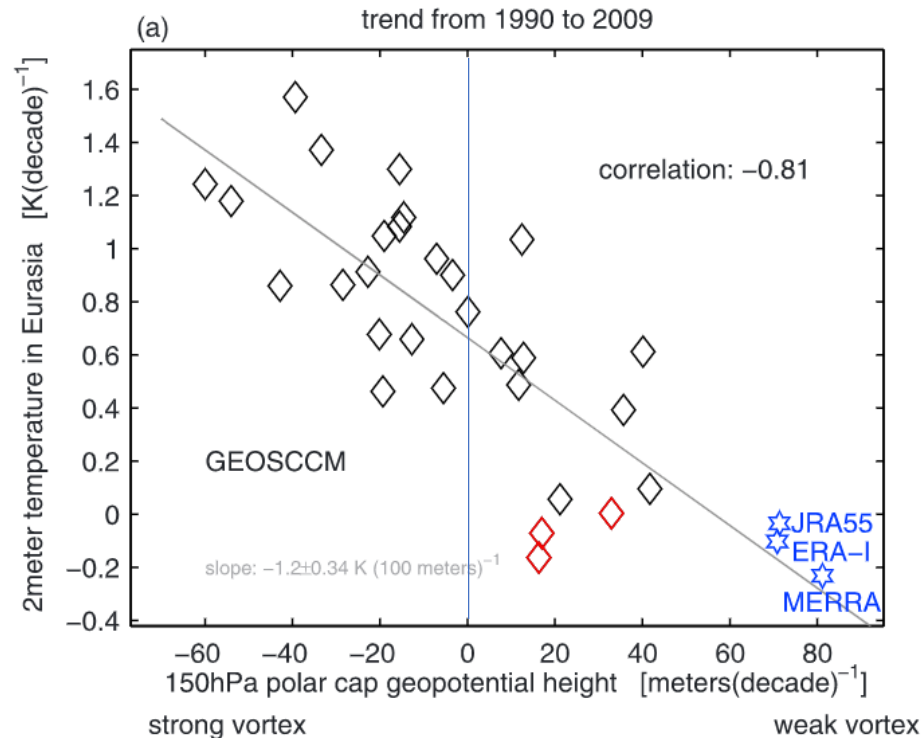 trend from 1990 to 2009
(a)
1.6
1.4
1.2
1
0.8
0.6
0.4
0.2
0
−0.2
−0.4
2meter temperature in Eurasia [K(decade)⁻¹]
correlation: −0.81
GEOSCCM
slope: −1.2±0.34 K (100 meters)⁻¹
JRA55
ERA−I
MERRA
−60 −40 −20 0 20 40 60 80
150hPa polar cap geopotential height [meters(decade)⁻¹]
strong vortex weak vortex